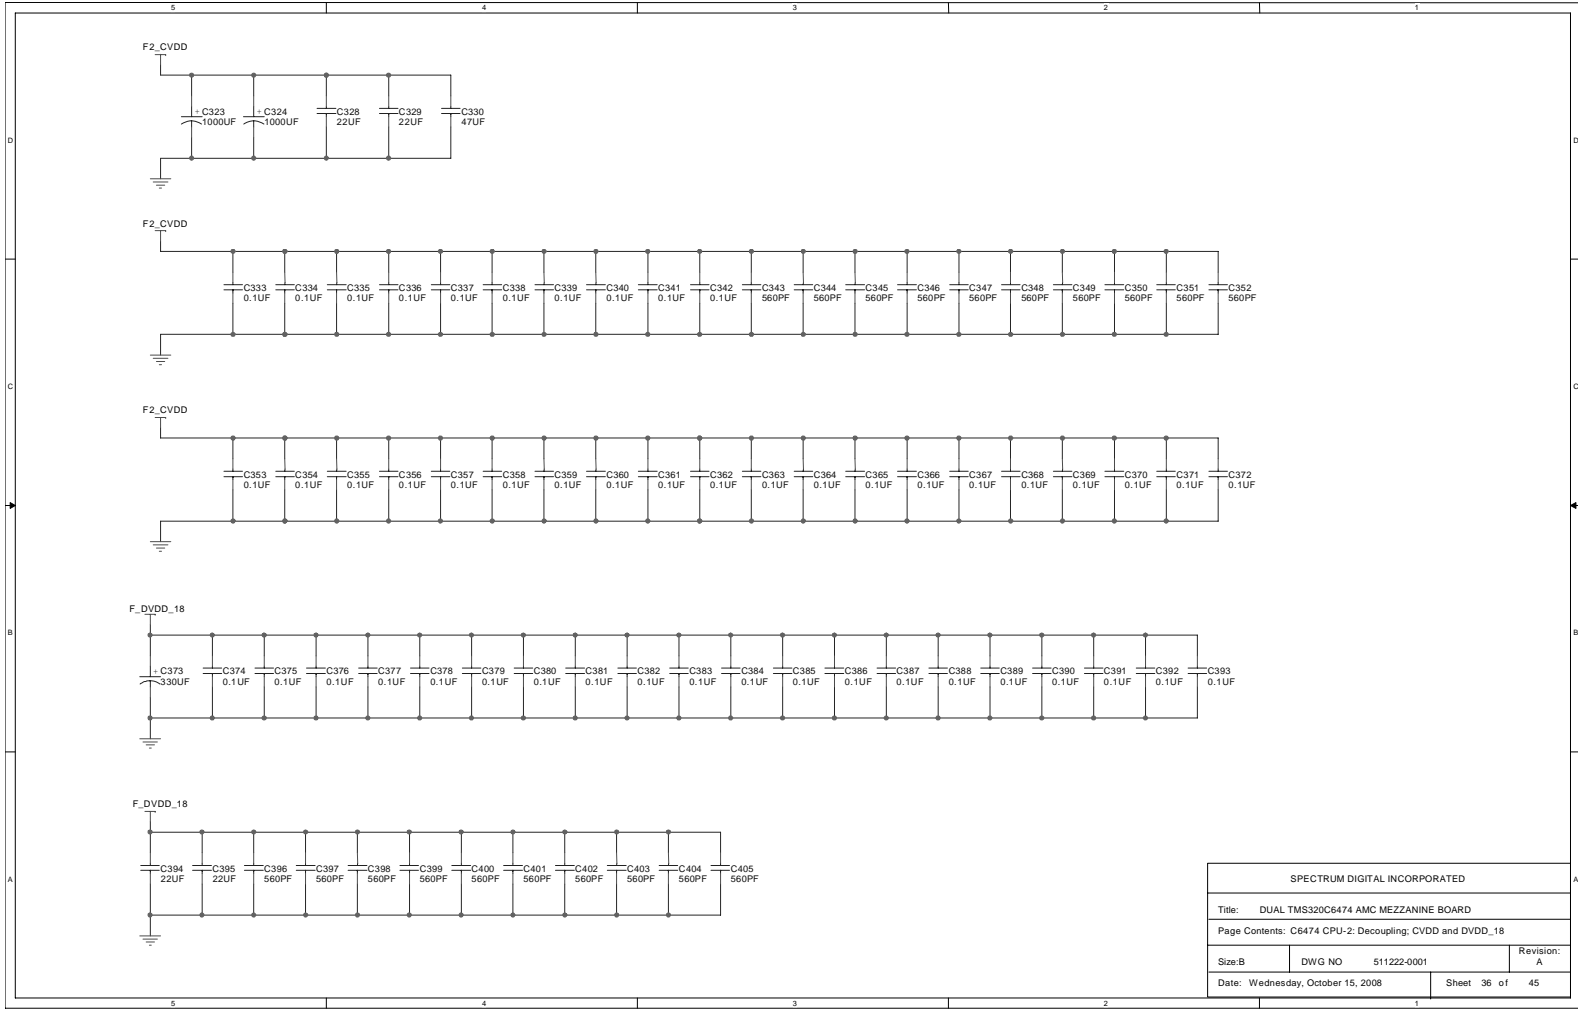 5 4 3 2 1
F2_CVDD
+ C323 + C324 C328 C329 C330
1000UF 1000UF 22UF 22UF 47UF
D D
F2_CVDD
C333 C334 C335 C336 C337 C338 C339 C340 C341 C342 C343 C344 C345 C346 C347 C348 C349 C350 C351 C352
0.1UF 0.1UF 0.1UF 0.1UF 0.1UF 0.1UF 0.1UF 0.1UF 0.1UF 0.1UF 560PF 560PF 560PF 560PF 560PF 560PF 560PF 560PF 560PF 560PF
C C
F2_CVDD
C353 C354 C355 C356 C357 C358 C359 C360 C361 C362 C363 C364 C365 C366 C367 C368 C369 C370 C371 C372
0.1UF 0.1UF 0.1UF 0.1UF 0.1UF 0.1UF 0.1UF 0.1UF 0.1UF 0.1UF 0.1UF 0.1UF 0.1UF 0.1UF 0.1UF 0.1UF 0.1UF 0.1UF 0.1UF 0.1UF
F_DVDD_18
B B
+ C373 C374 C375 C376 C377 C378 C379 C380 C381 C382 C383 C384 C385 C386 C387 C388 C389 C390 C391 C392 C393
330UF 0.1UF 0.1UF 0.1UF 0.1UF 0.1UF 0.1UF 0.1UF 0.1UF 0.1UF 0.1UF 0.1UF 0.1UF 0.1UF 0.1UF 0.1UF 0.1UF 0.1UF 0.1UF 0.1UF 0.1UF
F_DVDD_18
C394 C395 C396 C397 C398 C399 C400 C401 C402 C403 C404 C405
22UF 22UF 560PF 560PF 560PF 560PF 560PF 560PF 560PF 560PF 560PF 560PF
A A
SPECTRUM DIGITAL INCORPORATED
Title: DUAL TMS320C6474 AMC MEZZANINE BOARD
Page Contents: C6474 CPU-2: Decoupling; CVDD and DVDD_18
Size:B DWG NO 511222-0001 Revision:
A
Date: Wednesday, October 15, 2008 Sheet 36 of 45
5 4 3 2 1